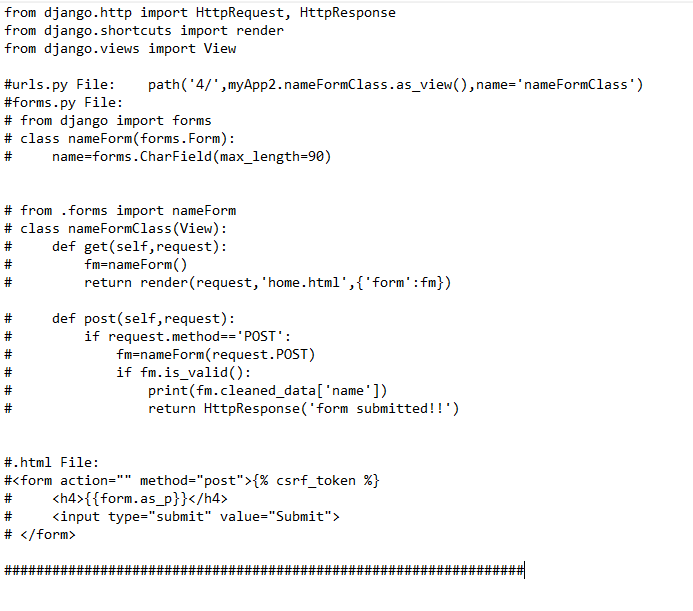 from django.http import HttpRequest, HttpResponse
from django.shortcuts import render
from django.views import View
#urls.py File:    path('4/',myApp2.nameFormClass.as_view(),name='nameFormClass')
#forms.py File:
# from django import forms
# class nameForm(forms.Form):
#     name=forms.CharField(max_length=90)
# from .forms import nameForm
# class nameFormClass(View):
#     def get(self,request):
#         fm=nameForm()
#         return render(request,'home.html',{'form':fm})
#     def post(self,request):
#         if request.method=='POST':
#             fm=nameForm(request.POST)
#             if fm.is_valid():
#                 print(fm.cleaned_data['name'])
#                 return HttpResponse('form submitted!!')
#.html File:
#<form action="" method="post">{% csrf_token %}
#     <h4>{{form.as_p}}</h4>
#     <input type="submit" value="Submit">
# </form>
#################################################################